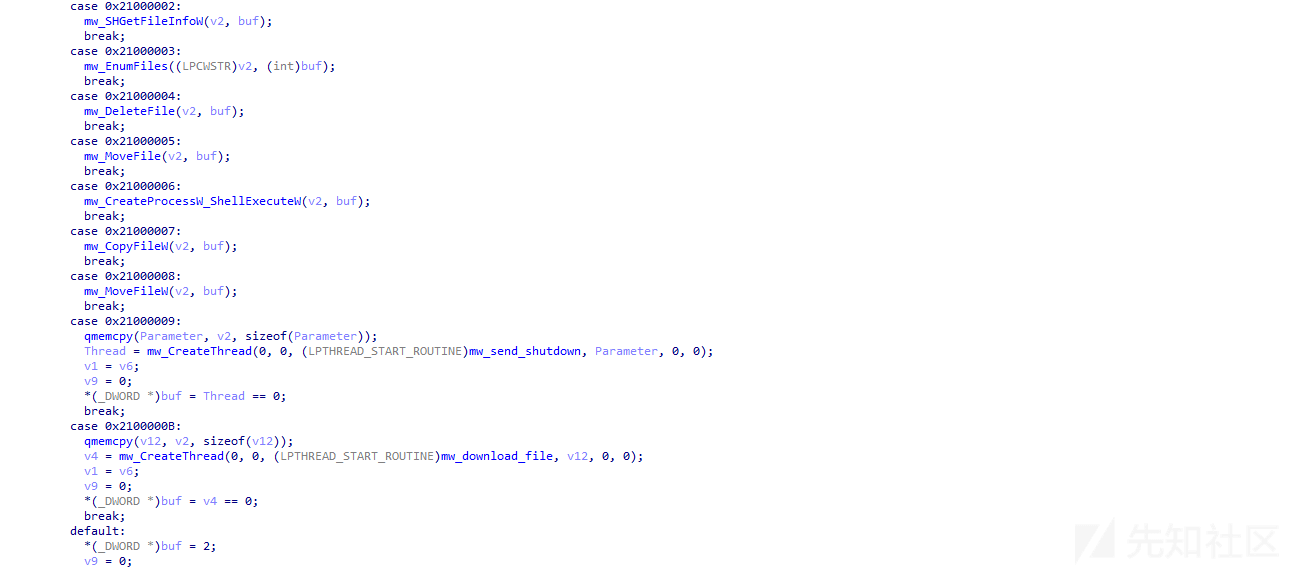 case 0x21000002:
mw_SHGetFileInfoW(v2, buf);
break;
case 0x21000003:
mw_EnumFiles((LPCWSTR)v2, (int)buf);
break;
case 0x21000004:
mw_DeleteFile(v2, buf);
break;
case 0x21000005:
mw_MoveFile(v2, buf);
break;
case 0x21000006:
mw_CreateProcessW_ShellExecuteW(v2, buf);
break;
case 0x21000007:
mw_CopyFileW(v2, buf);
break;
case 0x21000008:
mw_MoveFileW(v2, buf);
break;
case 0x21000009:
qmemcpy(Parameter, v2, sizeof(Parameter));
Thread = mw_CreateThread(0, 0, (LPTHREAD_START_ROUTINE)mw_send_shutdown, Parameter, 0, 0);
v1 = v6;
v9 = 0;
*(_DWORD *)buf = Thread == 0;
break;
case 0x2100000B:
qmemcpy(v12, v2, sizeof(v12));
v4 = mw_CreateThread(0, 0, (LPTHREAD_START_ROUTINE)mw_download_file, v12, 0, 0);
v1 = v6;
v9 = 0;
*(_DWORD *)buf = v4 == 0;
break;
default:
*(_DWORD *)buf = 2;
v9 = 0;
先知社区